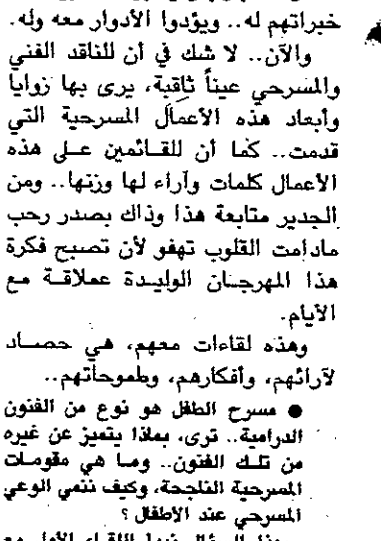 خبراتهم له.. ويؤدوا الأدوار معه وله.
والآن.. لا شك في أن للناقد الفني
والمسرحي عيناً ثاقبة، يرى بها زوايا
وأبعاد هذه الأعمال المسرحية التي
قدمت.. كما أن للقائمين على هذه
الأعمال كلمات وآراء لها وزنها.. ومن
الجدير متابعة هذا وذاك بصدر رحب
مادامت القلوب تهفو لأن تصبح فكرة
هذا المهرجان الوليدة عملاقة مع
الأيام.
وهذه لقاءات معهم، هي حصاد
لآرائهم، وأفكارهم، وطموحاتهم..
● مسرح الطفل هو نوع من الفنون
الدرامية.. ترى، بماذا يتميز عن غيره
من تلك الفنون.. وما هي مقومات
المسرحية الناجحة، وكيف ننمي الوعي
المسرحي عند الأطفال؟